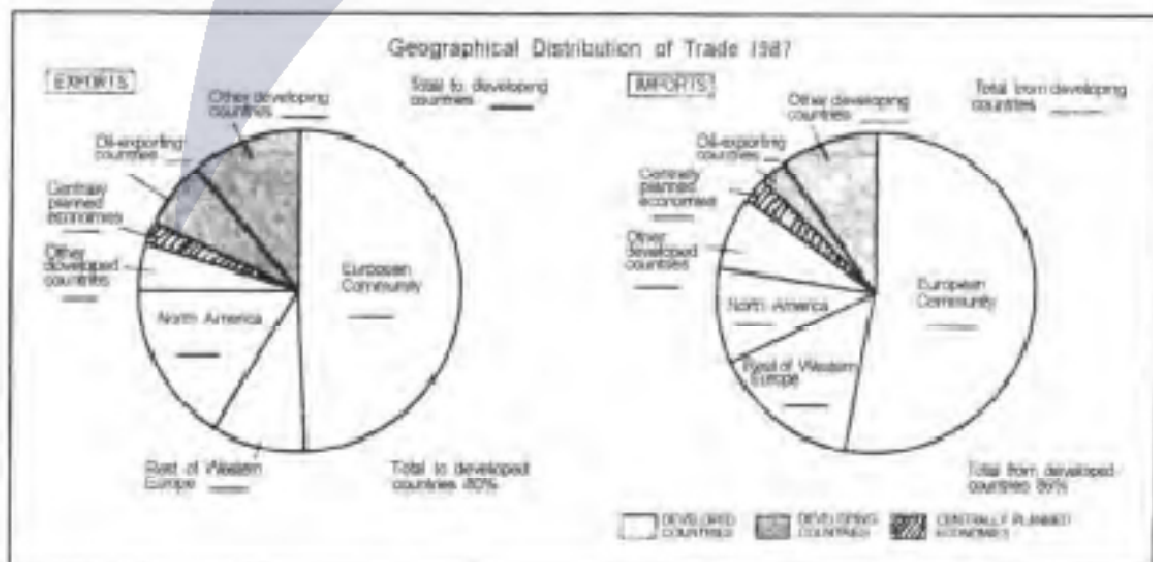 Geographical Distribution of Trade 1987
EXPORTS
Total to developing
countries
Other developing
countries
Oil-exporting
countries
Centrally
planned
economies
Other
developed
countries
European
Community
North America
Rest of Western
Europe
Total to developed
countries 80%
IMPORTS
Total from developing
countries
Other developing
countries
Oil-exporting
countries
Centrally
planned
economies
Other
developed
countries
European
Community
North America
Rest of Western
Europe
Total from developed
countries
DEVELOPED
COUNTRIES
DEVELOPING
COUNTRIES
CENTRALLY PLANNED
ECONOMIES